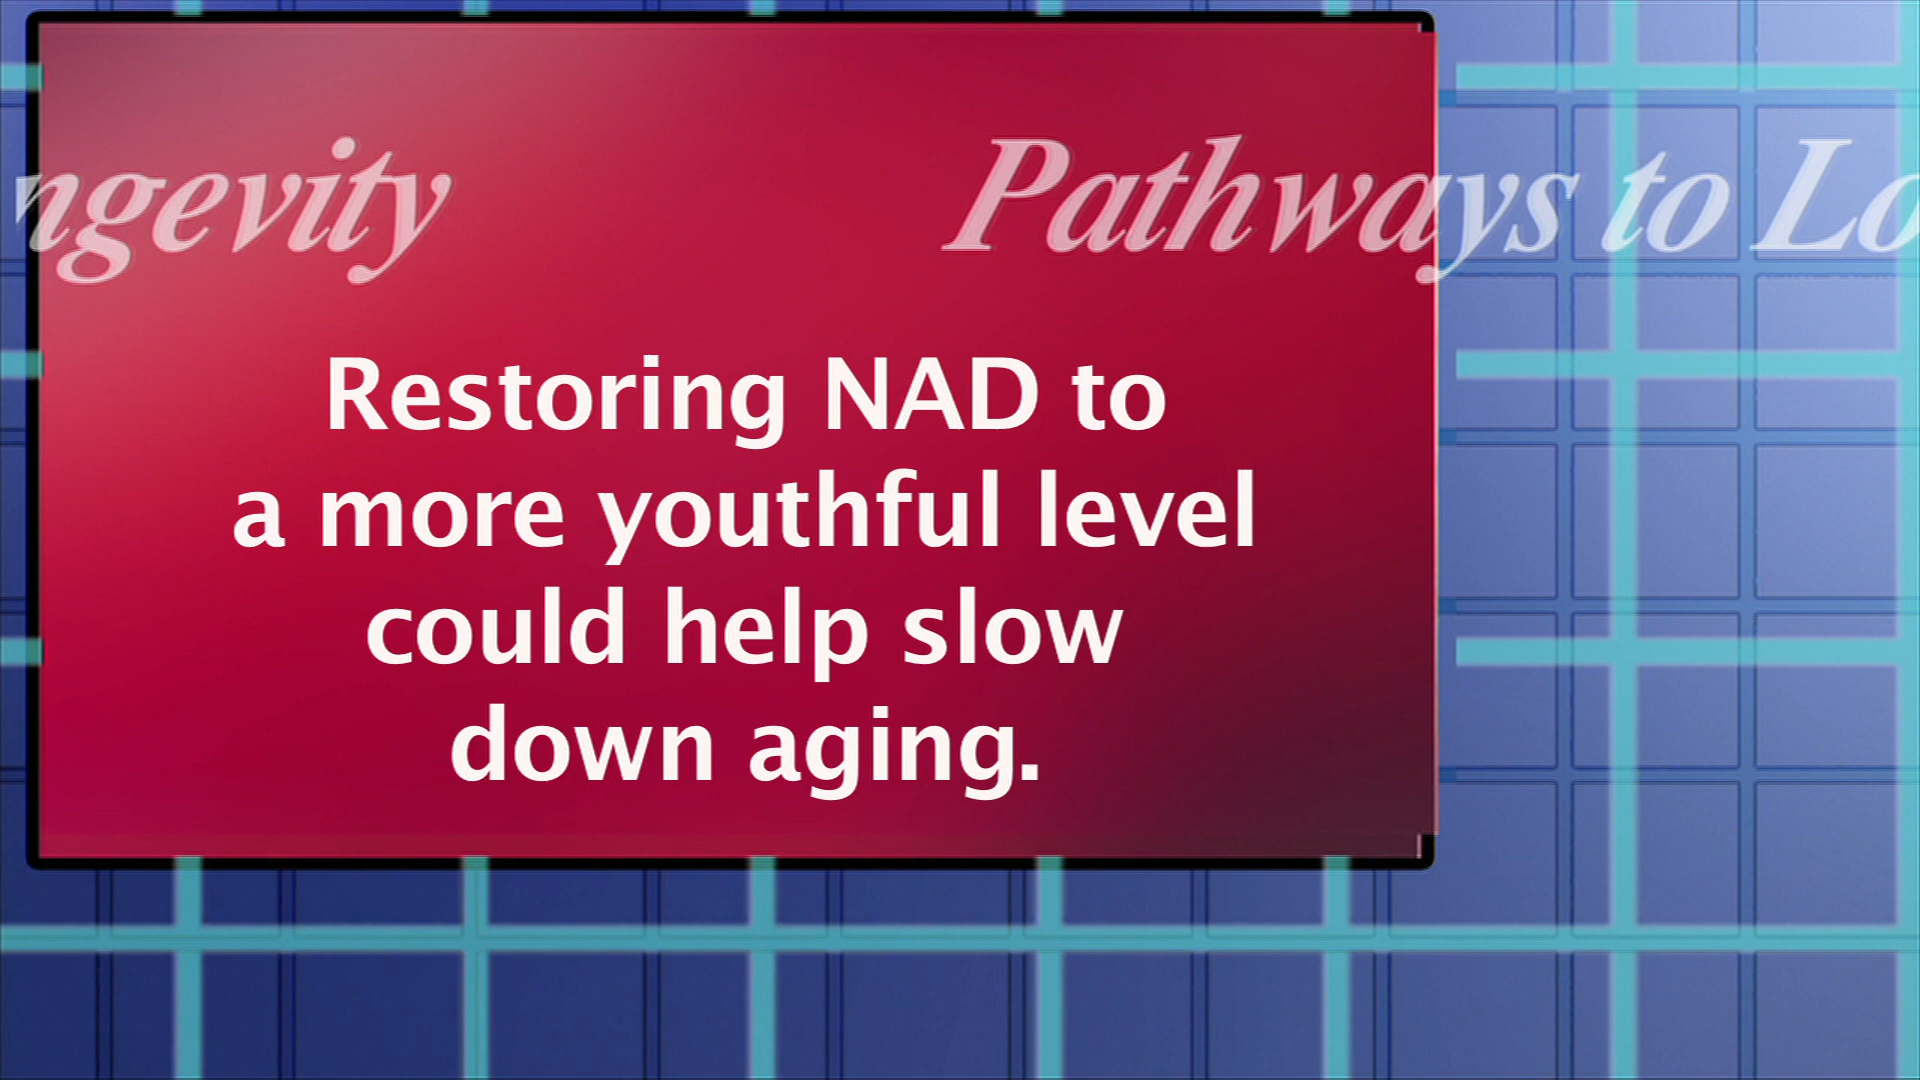 ngevity Pathways to Lo
Restoring NAD to
a more youthful level
could help slow
down aging.